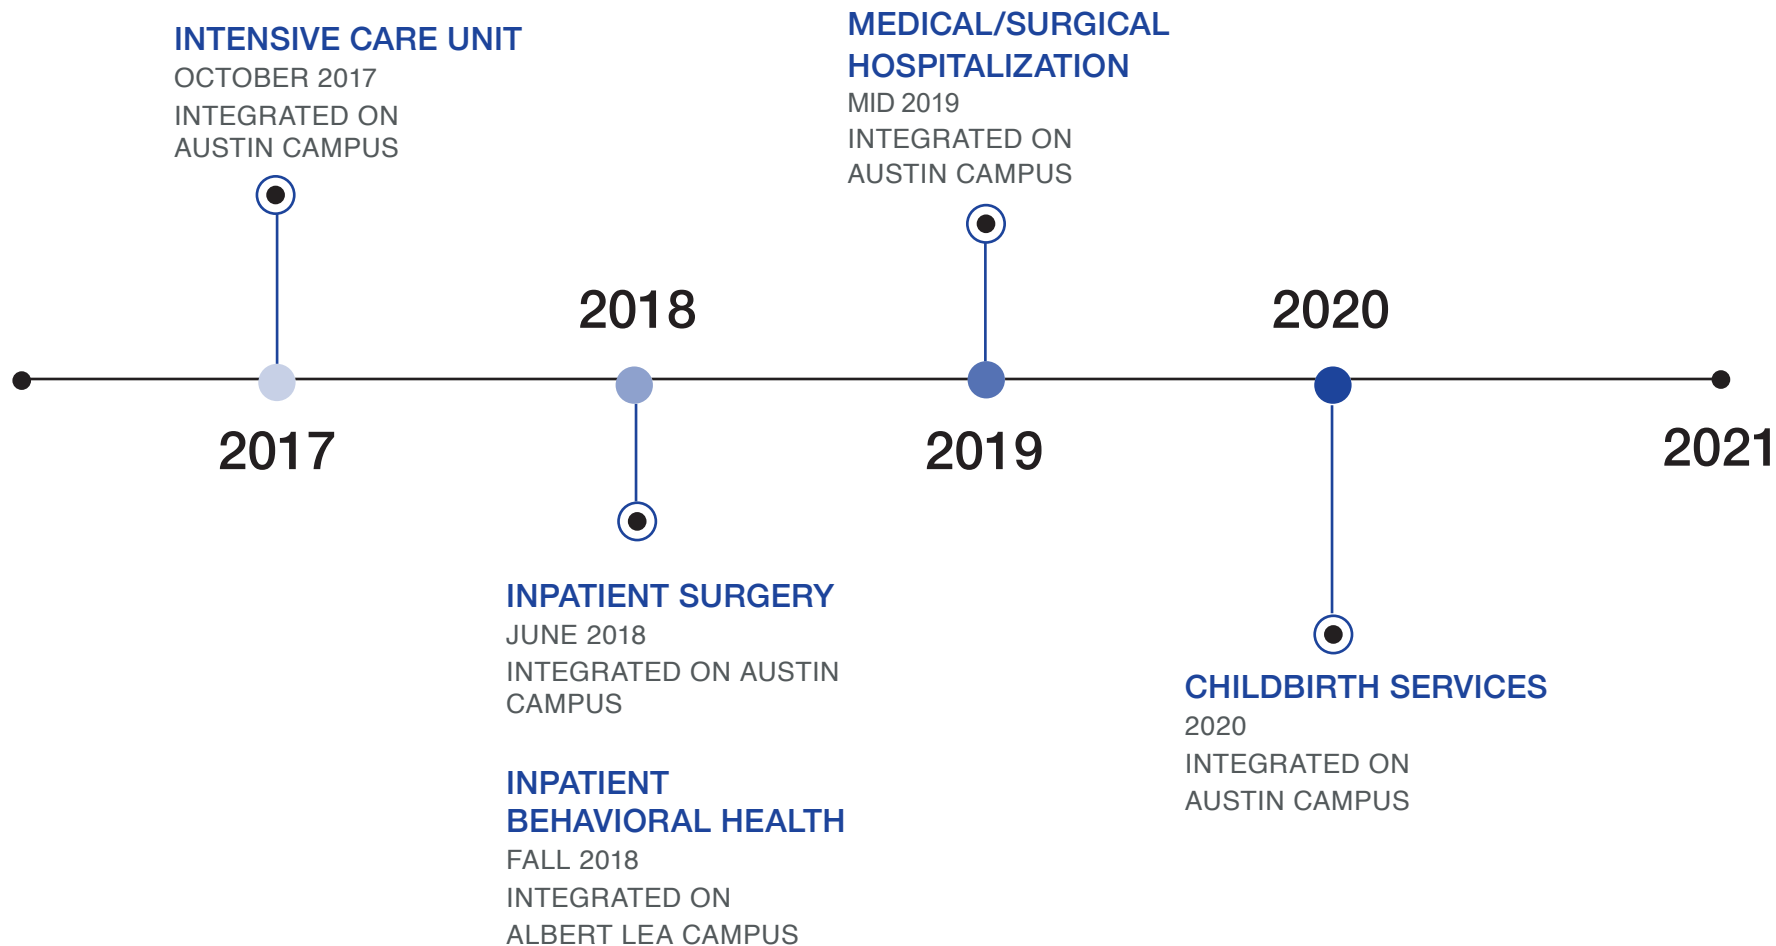 INTENSIVE CARE UNIT
OCTOBER 2017
INTEGRATED ON
AUSTIN CAMPUS
MEDICAL/SURGICAL
HOSPITALIZATION
MID 2019
INTEGRATED ON
AUSTIN CAMPUS
2018
2020
2017
2019
2021
INPATIENT SURGERY
JUNE 2018
INTEGRATED ON AUSTIN
CAMPUS
INPATIENT
BEHAVIORAL HEALTH
FALL 2018
INTEGRATED ON
ALBERT LEA CAMPUS
CHILDBIRTH SERVICES
2020
INTEGRATED ON
AUSTIN CAMPUS